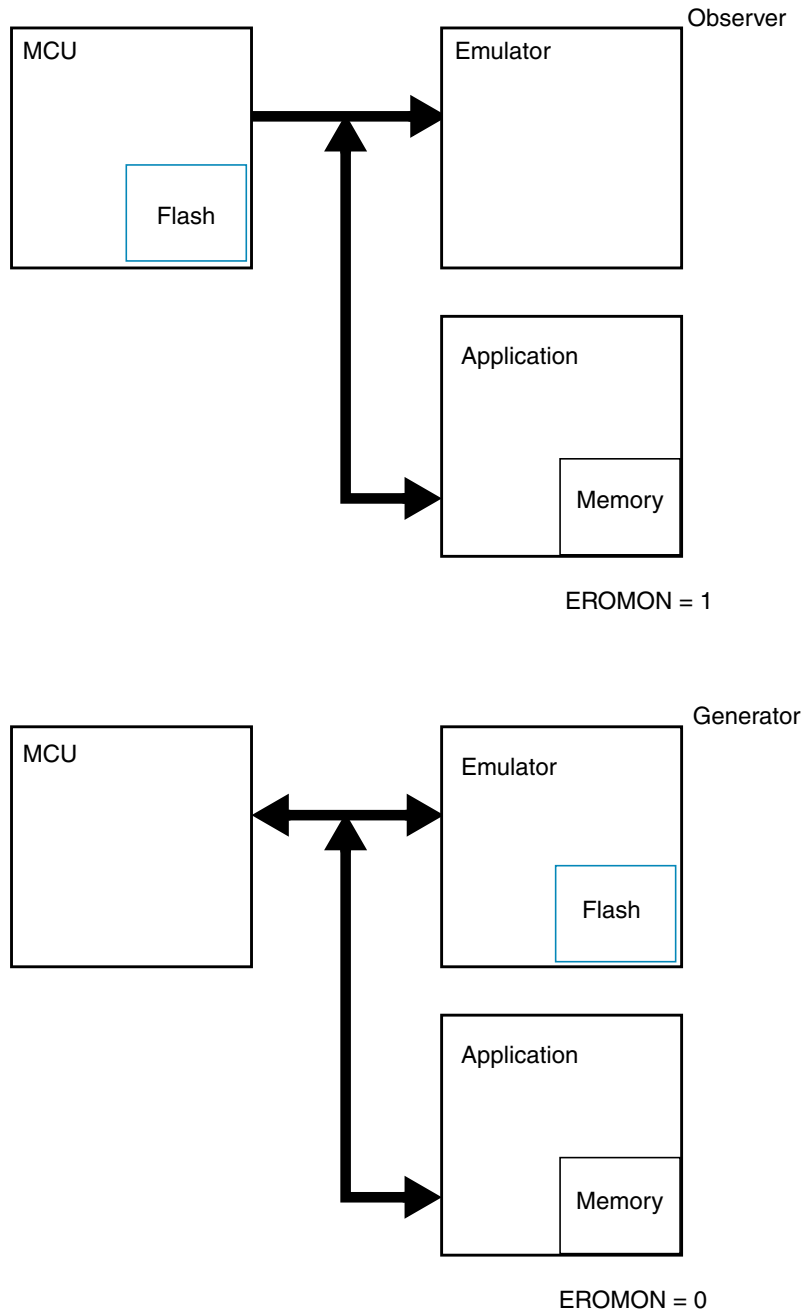 Observer
MCU
Emulator
Flash
Application
Memory
EROMON = 1
Generator
MCU
Emulator
Flash
Application
Memory
EROMON = 0